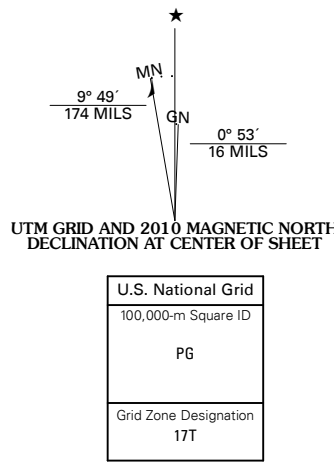 ★
MN
9° 49´
174 MILS
GN
0° 53´
16 MILS
UTM GRID AND 2010 MAGNETIC NORTH
DECLINATION AT CENTER OF SHEET
U.S. National Grid
100,000-m Square ID
PG
Grid Zone Designation
17T